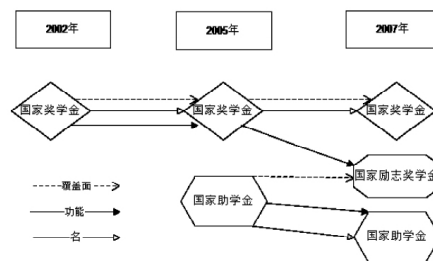 2002年 2005年 2007年
国家奖学金 国家奖学金 国家奖学金
国家励志奖学金
覆盖面
国家助学金
功能
国家助学金
名